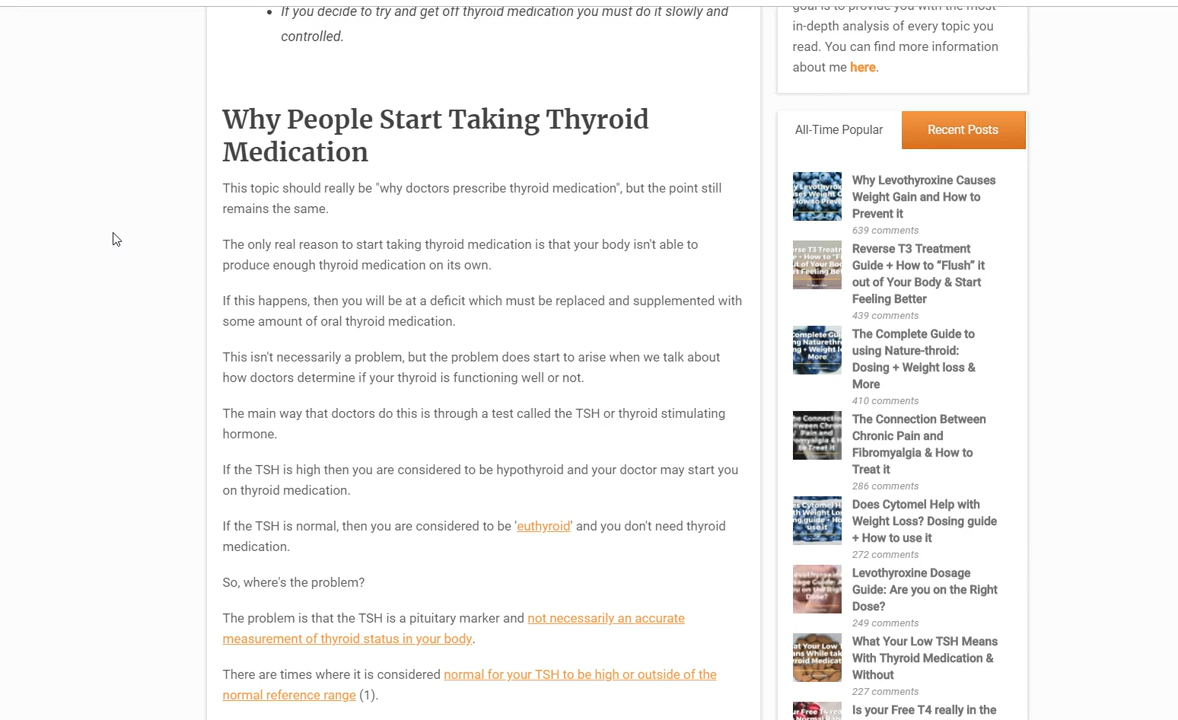 If you decide to try and get off thyroid medication you must do it slowly and
controlled.
Why People Start Taking Thyroid
Medication
This topic should really be "why doctors prescribe thyroid medication", but the point still
remains the same.
The only real reason to start taking thyroid medication is that your body isn't able to
produce enough thyroid medication on its own.
If this happens, then you will be at a deficit which must be replaced and supplemented with
some amount of oral thyroid medication.
This isn't necessarily a problem, but the problem does start to arise when we talk about
how doctors determine if your thyroid is functioning well or not.
The main way that doctors do this is through a test called the TSH or thyroid stimulating
hormone.
If the TSH is high then you are considered to be hypothyroid and your doctor may start you
on thyroid medication.
If the TSH is normal, then you are considered to be 'euthyroid' and you don't need thyroid
medication.
So, where's the problem?
The problem is that the TSH is a pituitary marker and not necessarily an accurate
measurement of thyroid status in your body.
There are times where it is considered normal for your TSH to be high or outside of the
normal reference range (1).
goal is to provide you with the most
in-depth analysis of every topic you
read. You can find more information
about me here.
All-Time Popular
Recent Posts
Why Levothyroxine Causes
Weight Gain and How to
Prevent it
639 comments
Reverse T3 Treatment
Guide + How to “Flush” it
out of Your Body & Start
Feeling Better
439 comments
The Complete Guide to
using Nature-throid:
Dosing + Weight loss &
More
410 comments
The Connection Between
Chronic Pain and
Fibromyalgia & How to
Treat it
286 comments
Does Cytomel Help with
Weight Loss? Dosing guide
+ How to use it
272 comments
Levothyroxine Dosage
Guide: Are you on the Right
Dose?
249 comments
What Your Low TSH Means
With Thyroid Medication &
Without
227 comments
Is your Free T4 really in the